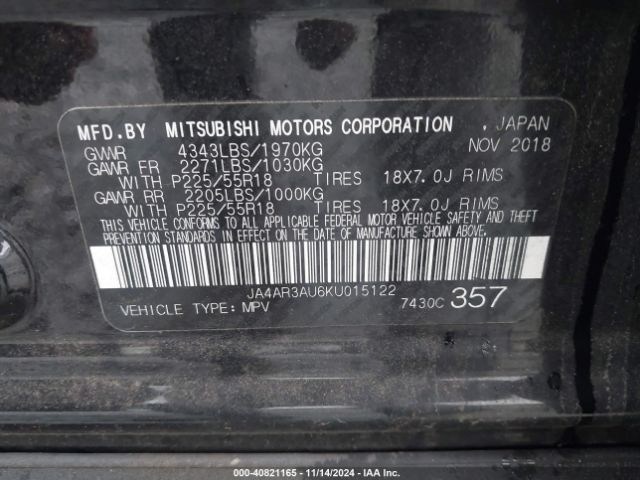 MFD.BY MITSUBISHI MOTORS CORPORATION . JAPAN
GVWR 4343LBS/1970KG NOV 2018
GAWR FR 2271LBS/1030KG
WITH P225/55R18 TIRES 18X7.0J RIMS
GAWR RR 2205LBS/1000KG
WITH P225/55R18 TIRES 18X7.0J RIMS
THIS VEHICLE CONFORMS TO ALL APPLICABLE FEDERAL MOTOR VEHICLE SAFETY AND THEFT
PREVENTION STANDARDS IN EFFECT ON THE DATE OF MANUFACTURE SHOWN ABOVE.
JA4AR3AU6KU015122
VEHICLE TYPE: MPV 7430C 357
000-40821165 - 11/14/2024 - IAA Inc.